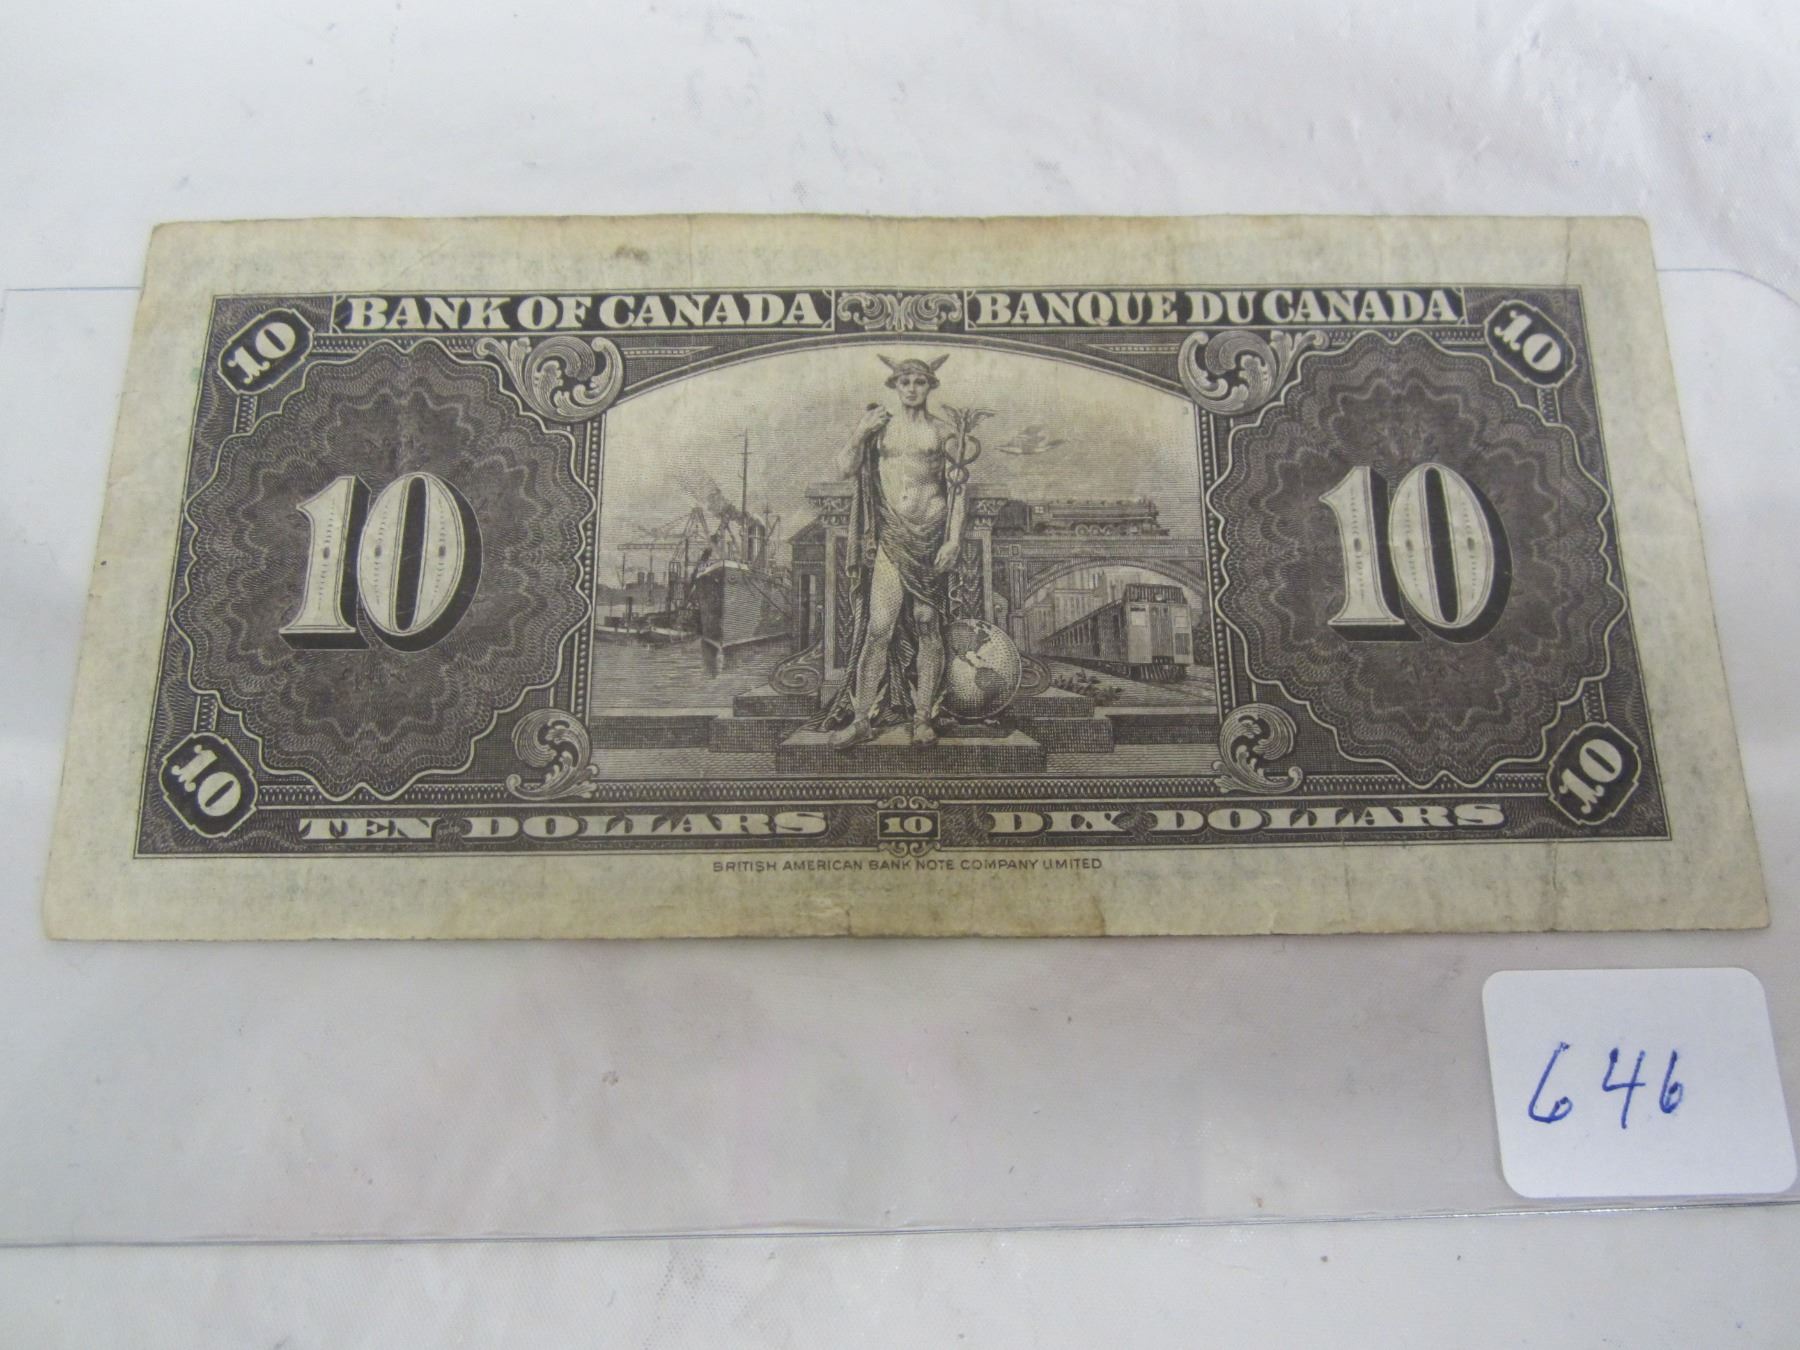 10 BANK OF CANADA BANQUE DU CANADA 10
10 10
10 TEN DOLLARS 10 DIX DOLLARS 10
BRITISH AMERICAN BANK NOTE COMPANY LIMITED
646